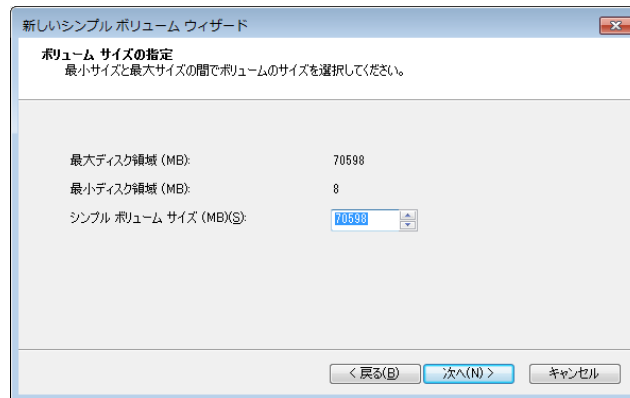 新しいシンプル ボリューム ウィザード
ボリューム サイズの指定
最小サイズと最大サイズの間でボリュームのサイズを選択してください。
最大ディスク領域 (MB): 70598
最小ディスク領域 (MB): 8
シンプル ボリューム サイズ (MB)(S): 70598
< 戻る(B) 次へ(N) > キャンセル